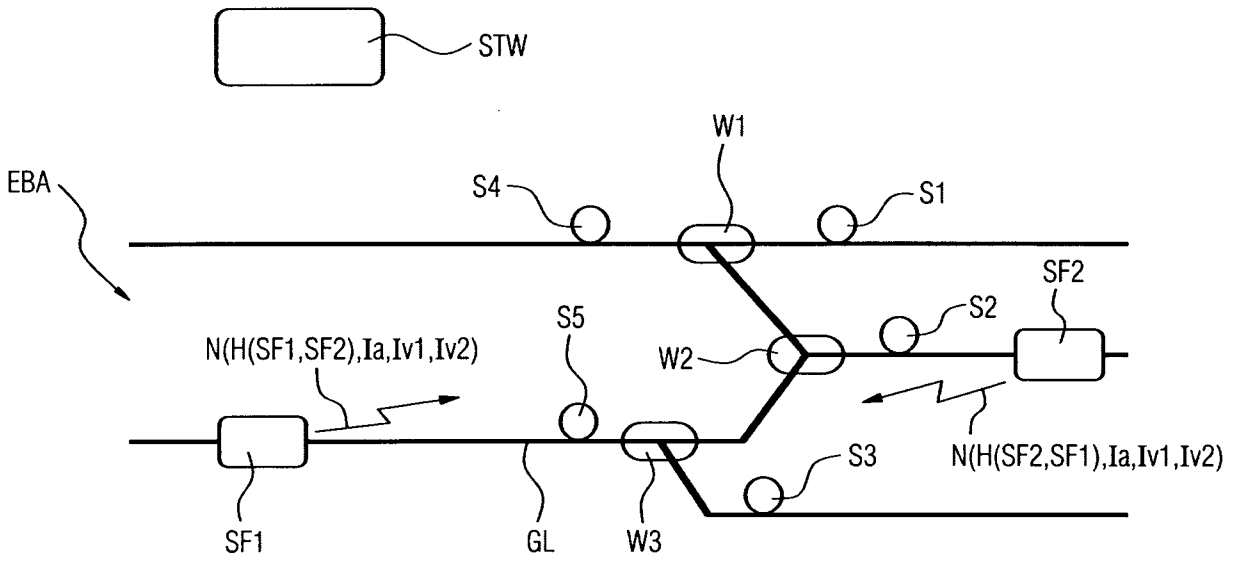 STW
W1
EBA
S4
S1
SF2
S5
S2
N(H(SF1,SF2),Ia,Iv1,Iv2)
W2
S3
N(H(SF2,SF1),Ia,Iv1,Iv2)
SF1
GL
W3